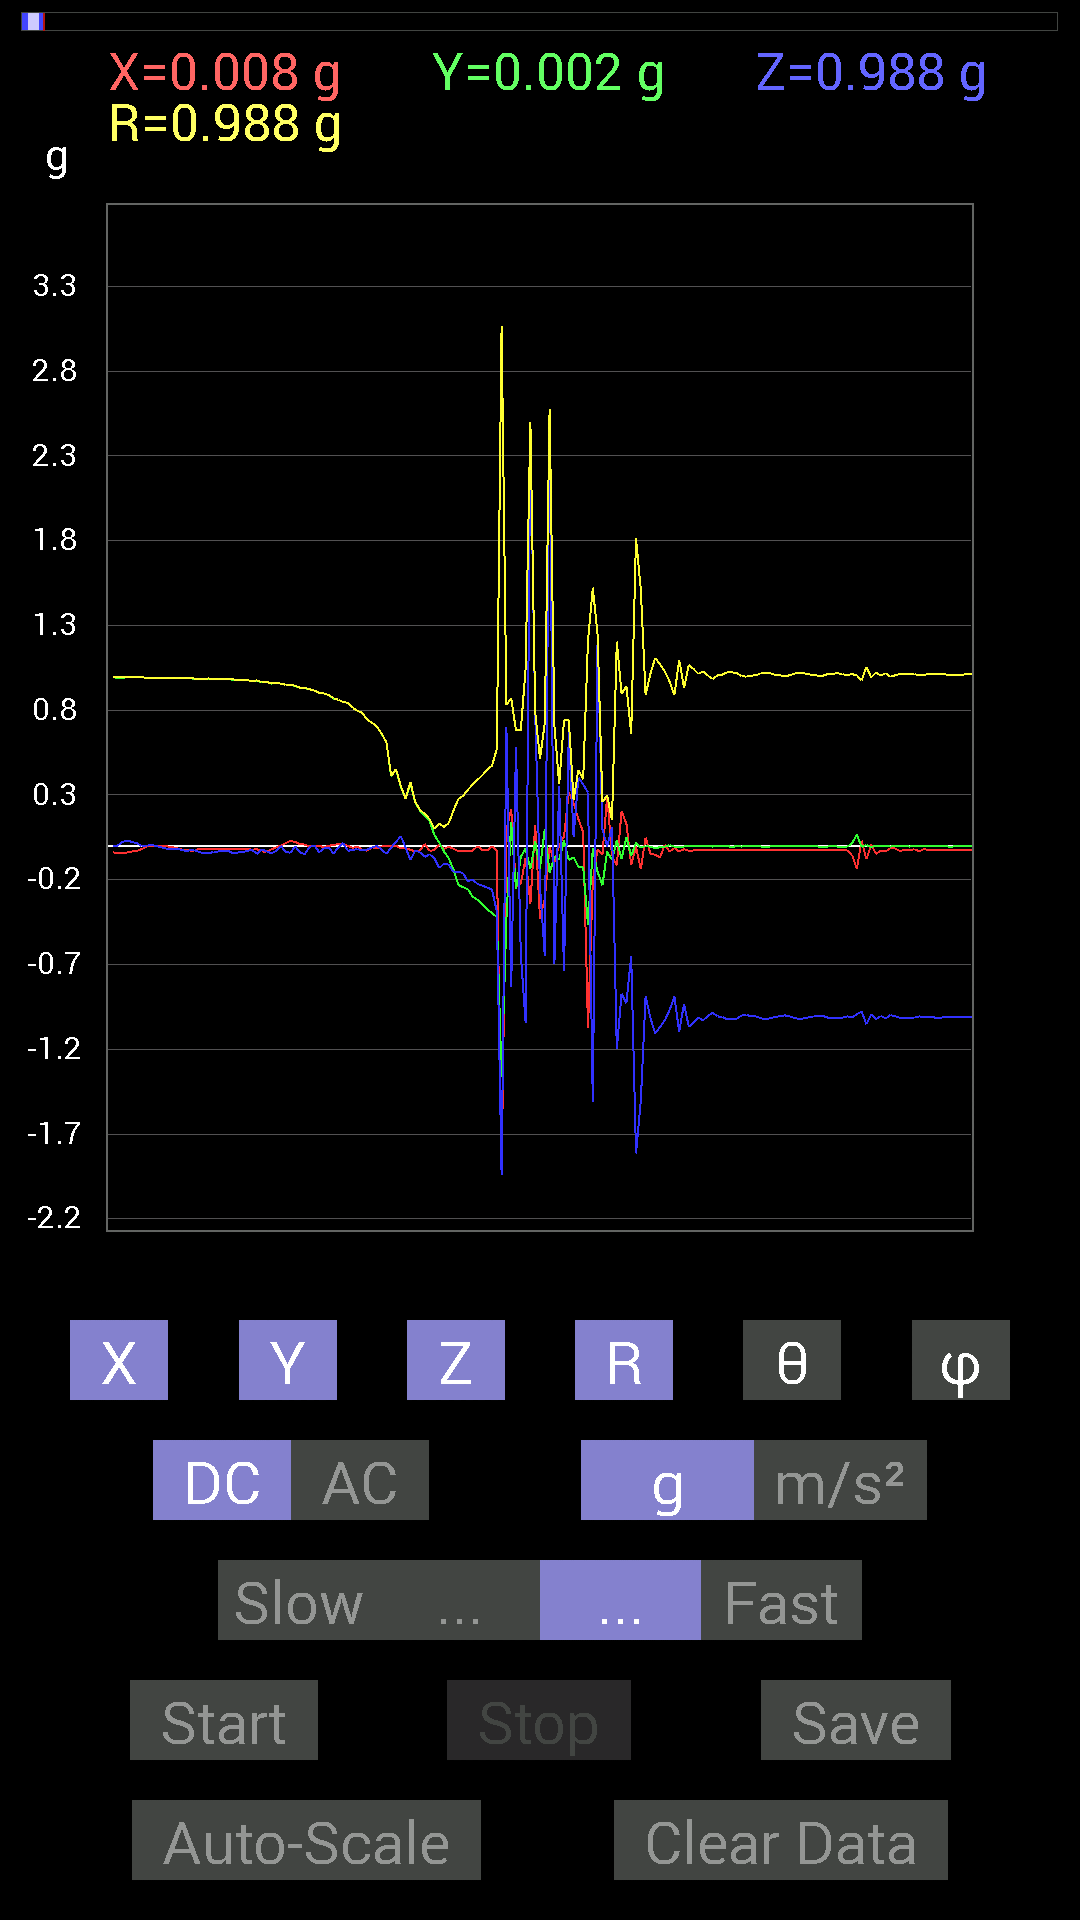 X=0.008 g Y=0.002 g Z=0.988 g
R=0.988 g
g
3.3
2.8
2.3
1.8
1.3
0.8
0.3
-0.2
-0.7
-1.2
-1.7
-2.2
X Y Z R θ φ
DC AC g m/s²
Slow ... ... Fast
Start Stop Save
Auto-Scale Clear Data